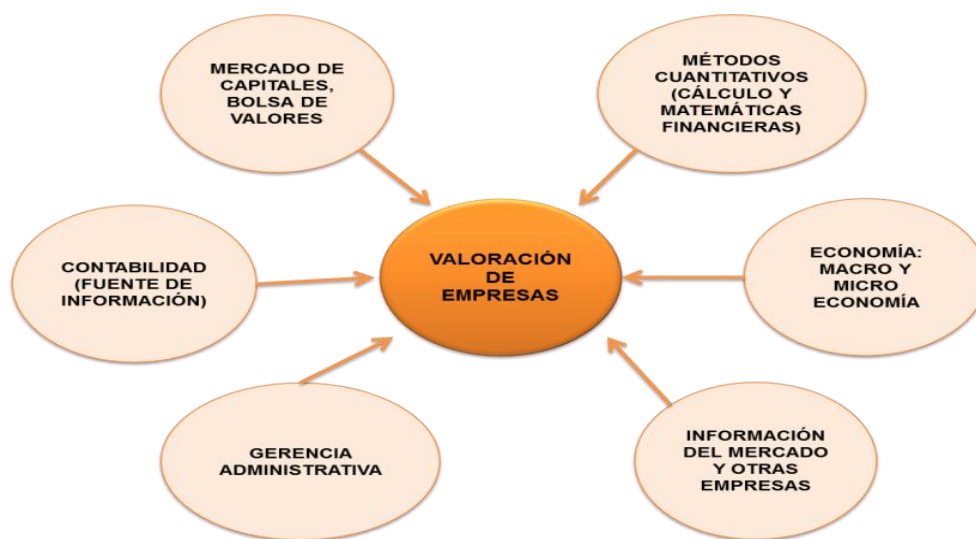 MERCADO DE
CAPITALES,
BOLSA DE
VALORES
MÉTODOS
CUANTITATIVOS
(CÁLCULO Y
MATEMÁTICAS
FINANCIERAS)
CONTABILIDAD
(FUENTE DE
INFORMACIÓN)
VALORACIÓN
DE
EMPRESAS
ECONOMÍA:
MACRO Y
MICRO
ECONOMÍA
GERENCIA
ADMINISTRATIVA
INFORMACIÓN
DEL MERCADO
Y OTRAS
EMPRESAS